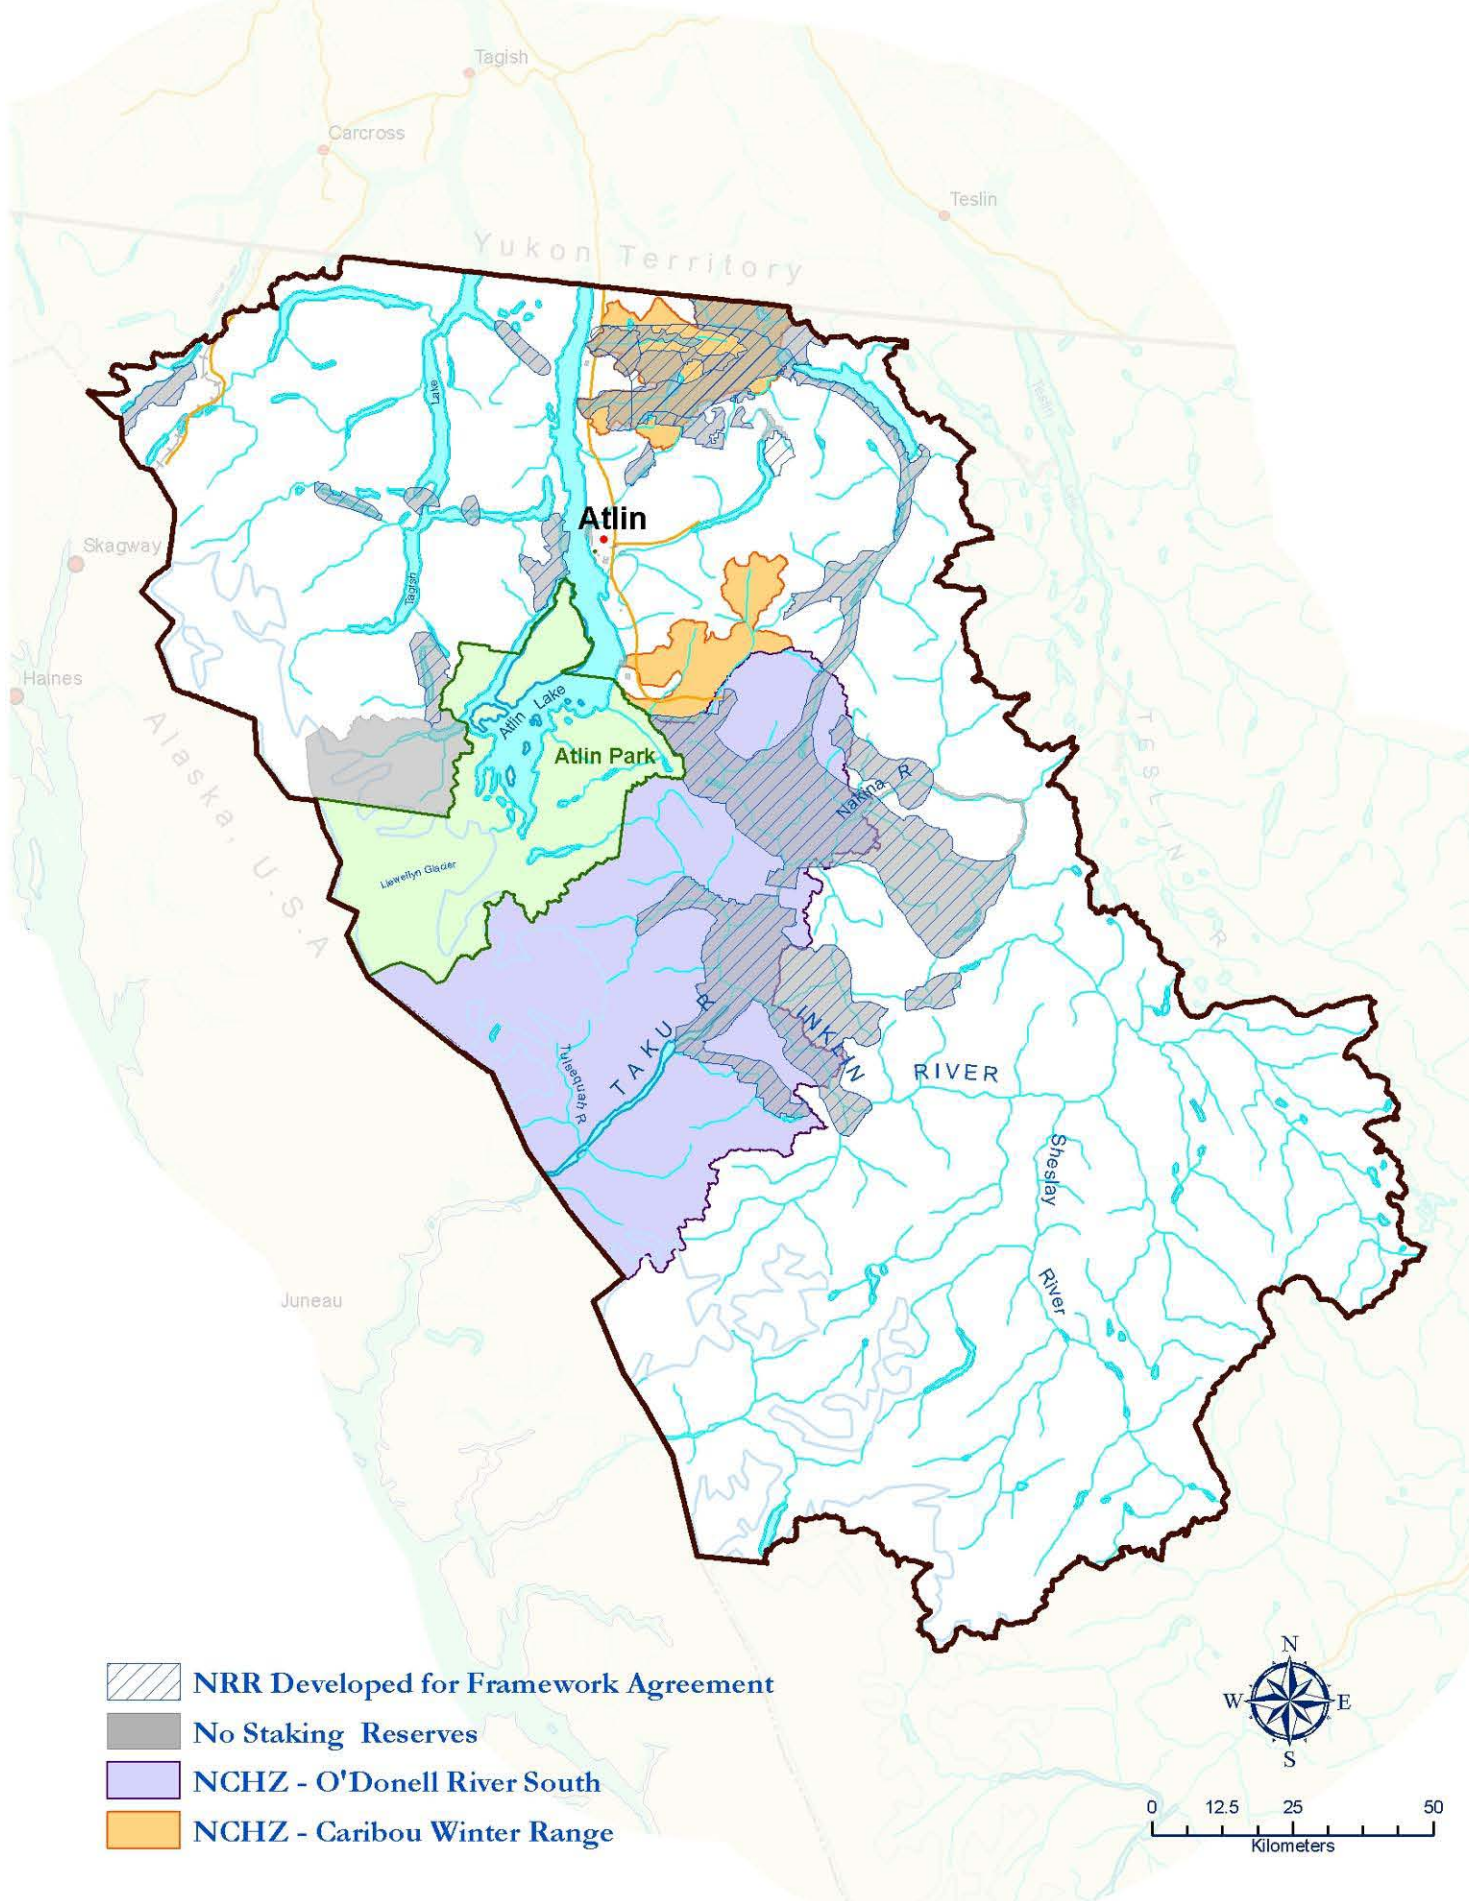 Tagish
Carcross
Teslin
Yukon Territory
Teslin
Lake
Atlin
Skagway
Tagish
Haines
Atlin Lake
Atlin Park
Nakina R
Alaska, U.S.A
TESLIN R
Llewellyn Glacier
TAKU R
INKLIN
RIVER
Tulsequah R
Sheslay
River
Juneau
NRR Developed for Framework Agreement
No Staking Reserves
NCHZ - O'Donell River South
NCHZ - Caribou Winter Range
N
W E
S
0 12.5 25 50
Kilometers